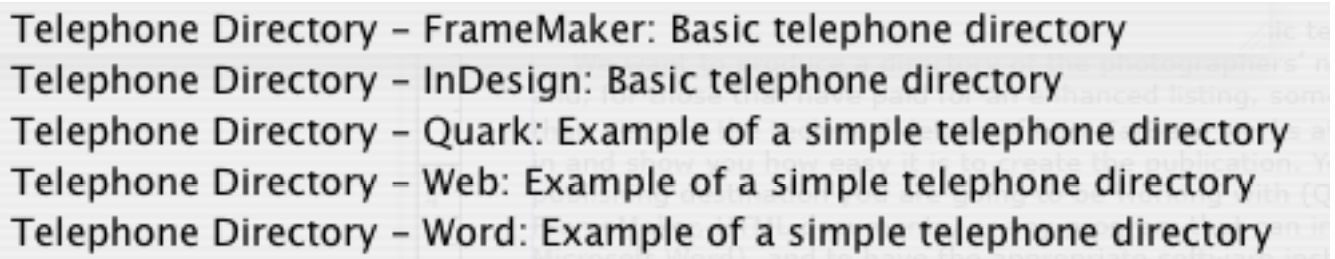 Telephone Directory – FrameMaker: Basic telephone directory
Telephone Directory – InDesign: Basic telephone directory
Telephone Directory – Quark: Example of a simple telephone directory
Telephone Directory – Web: Example of a simple telephone directory
Telephone Directory – Word: Example of a simple telephone directory